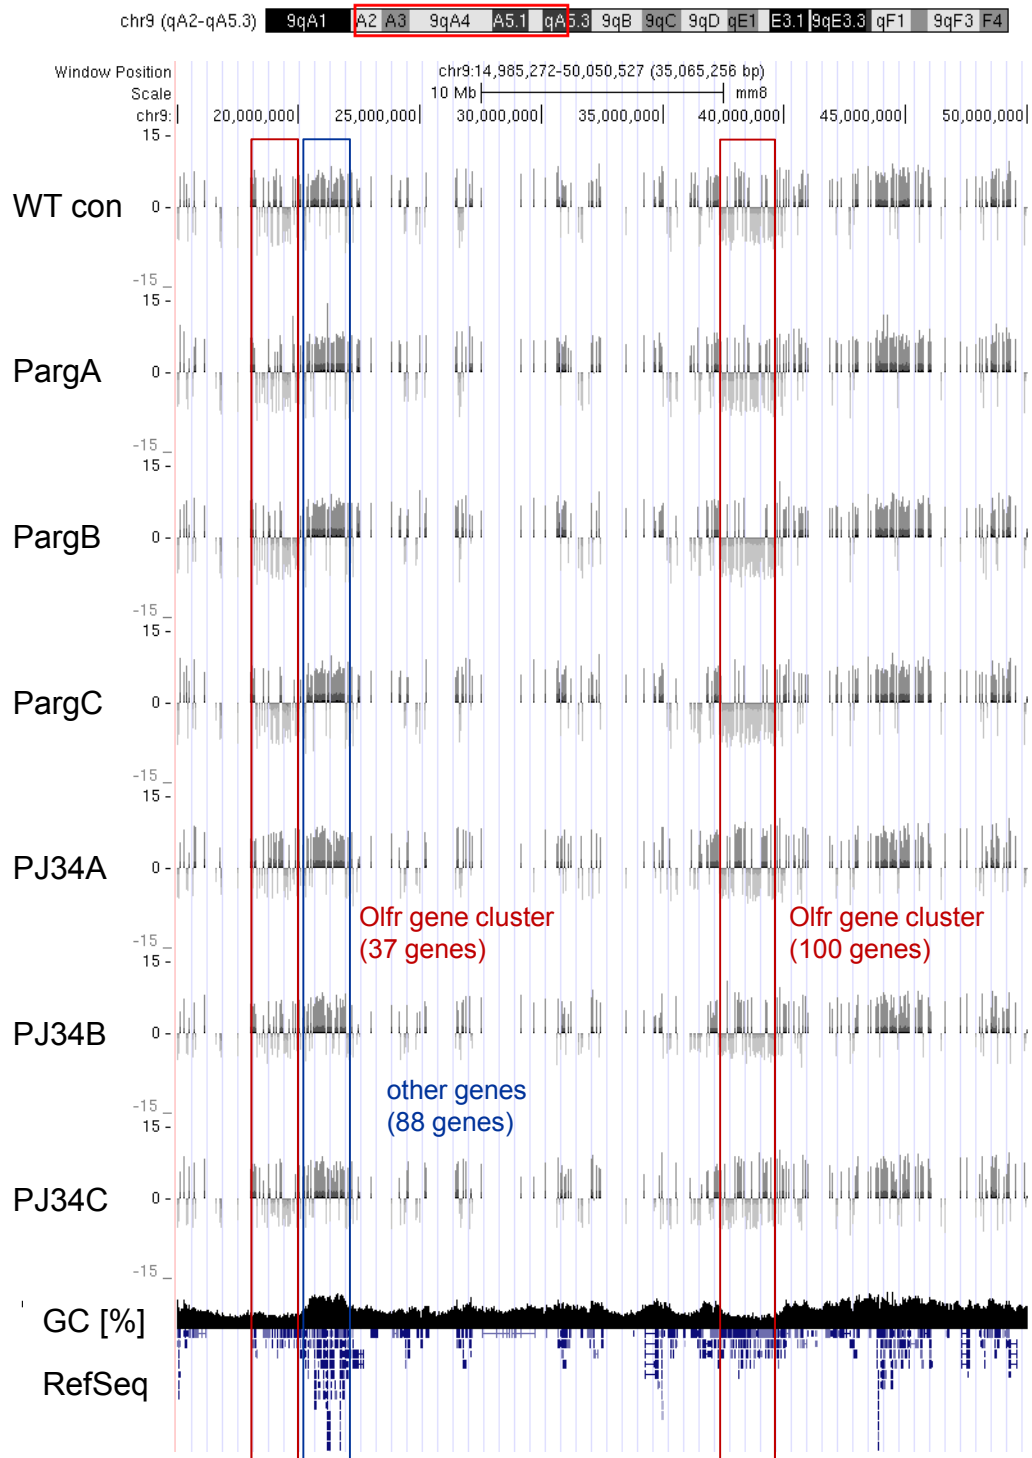 chr9 (qA2-qA5.3) 9qA1 A2 A3 9qA4 A5.1 qA5.3 9qB 9qC 9qD qE1 E3.1 9qE3.3 qF1 9qF3 F4
Window Position chr9:14,985,272-50,050,527 (35,065,256 bp)
Scale 10 Mb mm8
chr9: 20,000,000 25,000,000 30,000,000 35,000,000 40,000,000 45,000,000 50,000,000
15 -
WT con 0 -
-15 _
15 -
PargA 0 -
-15 _
15 -
PargB 0 -
-15 _
15 -
PargC 0 -
-15 _
15 -
PJ34A 0 -
Olfr gene cluster Olfr gene cluster
(37 genes) (100 genes)
-15 _
15 -
PJ34B 0 -
other genes
(88 genes)
-15 _
15 -
PJ34C 0 -
-15 _
GC [%]
RefSeq